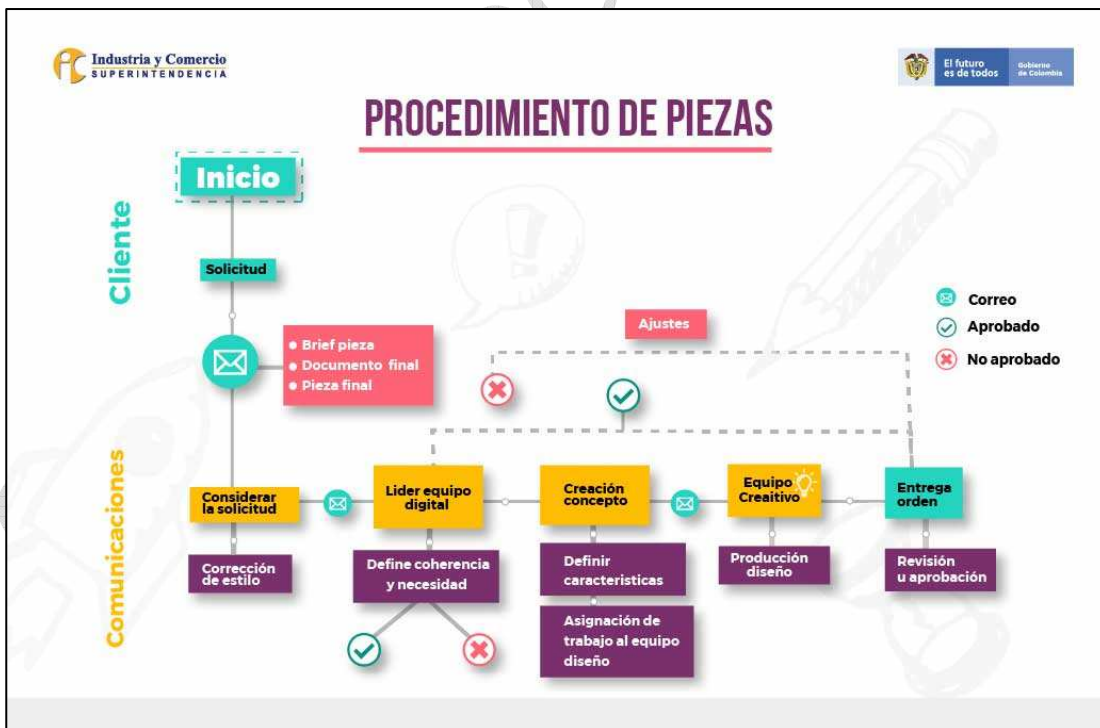 Industria y Comercio
SUPERINTENDENCIA
El futuro
es de todos
Gobierno
de Colombia
PROCEDIMIENTO DE PIEZAS
Cliente
Inicio
Solicitud
Brief pieza
Documento final
Pieza final
Ajustes
Correo
Aprobado
No aprobado
Comunicaciones
Considerar
la solicitud
Lider equipo
digital
Creación
concepto
Equipo
Creaitivo
Entrega
orden
Corrección
de estilo
Define coherencia
y necesidad
Definir
caracteristicas
Asignación de
trabajo al equipo
diseño
Producción
diseño
Revisión
u aprobación